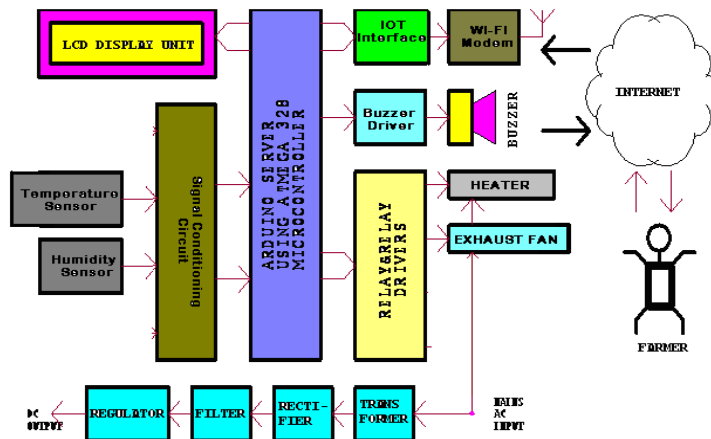 LCD DISPLAY UNIT
IOT
Interface
WI-FI
Modem
INTERNET
Buzzer
Driver
BUZZER
ARDUINO SERVER
USING ATMEGA 328
MICROCONTROLLER
Signal Conditioning
Circuit
Temperature
Sensor
Humidity
Sensor
RELAY&RELAY
DRIVERS
HEATER
EXHAUST FAN
FARMER
DC
OUTPUT
REGULATOR
FILTER
RECTI-
FIER
TRANS
FORMER
MAINS
AC
INPUT